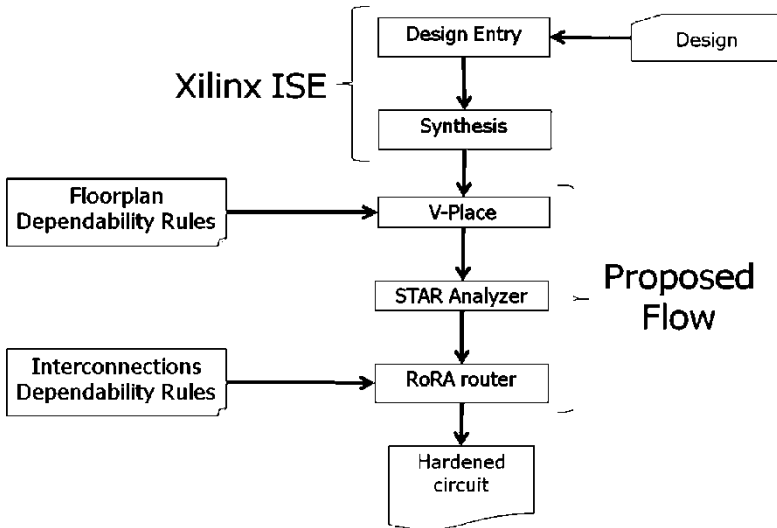 Design Entry
Design
Xilinx ISE
Synthesis
Floorplan
Dependability Rules
V-Place
STAR Analyzer
Proposed
Flow
Interconnections
Dependability Rules
RoRA router
Hardened
circuit